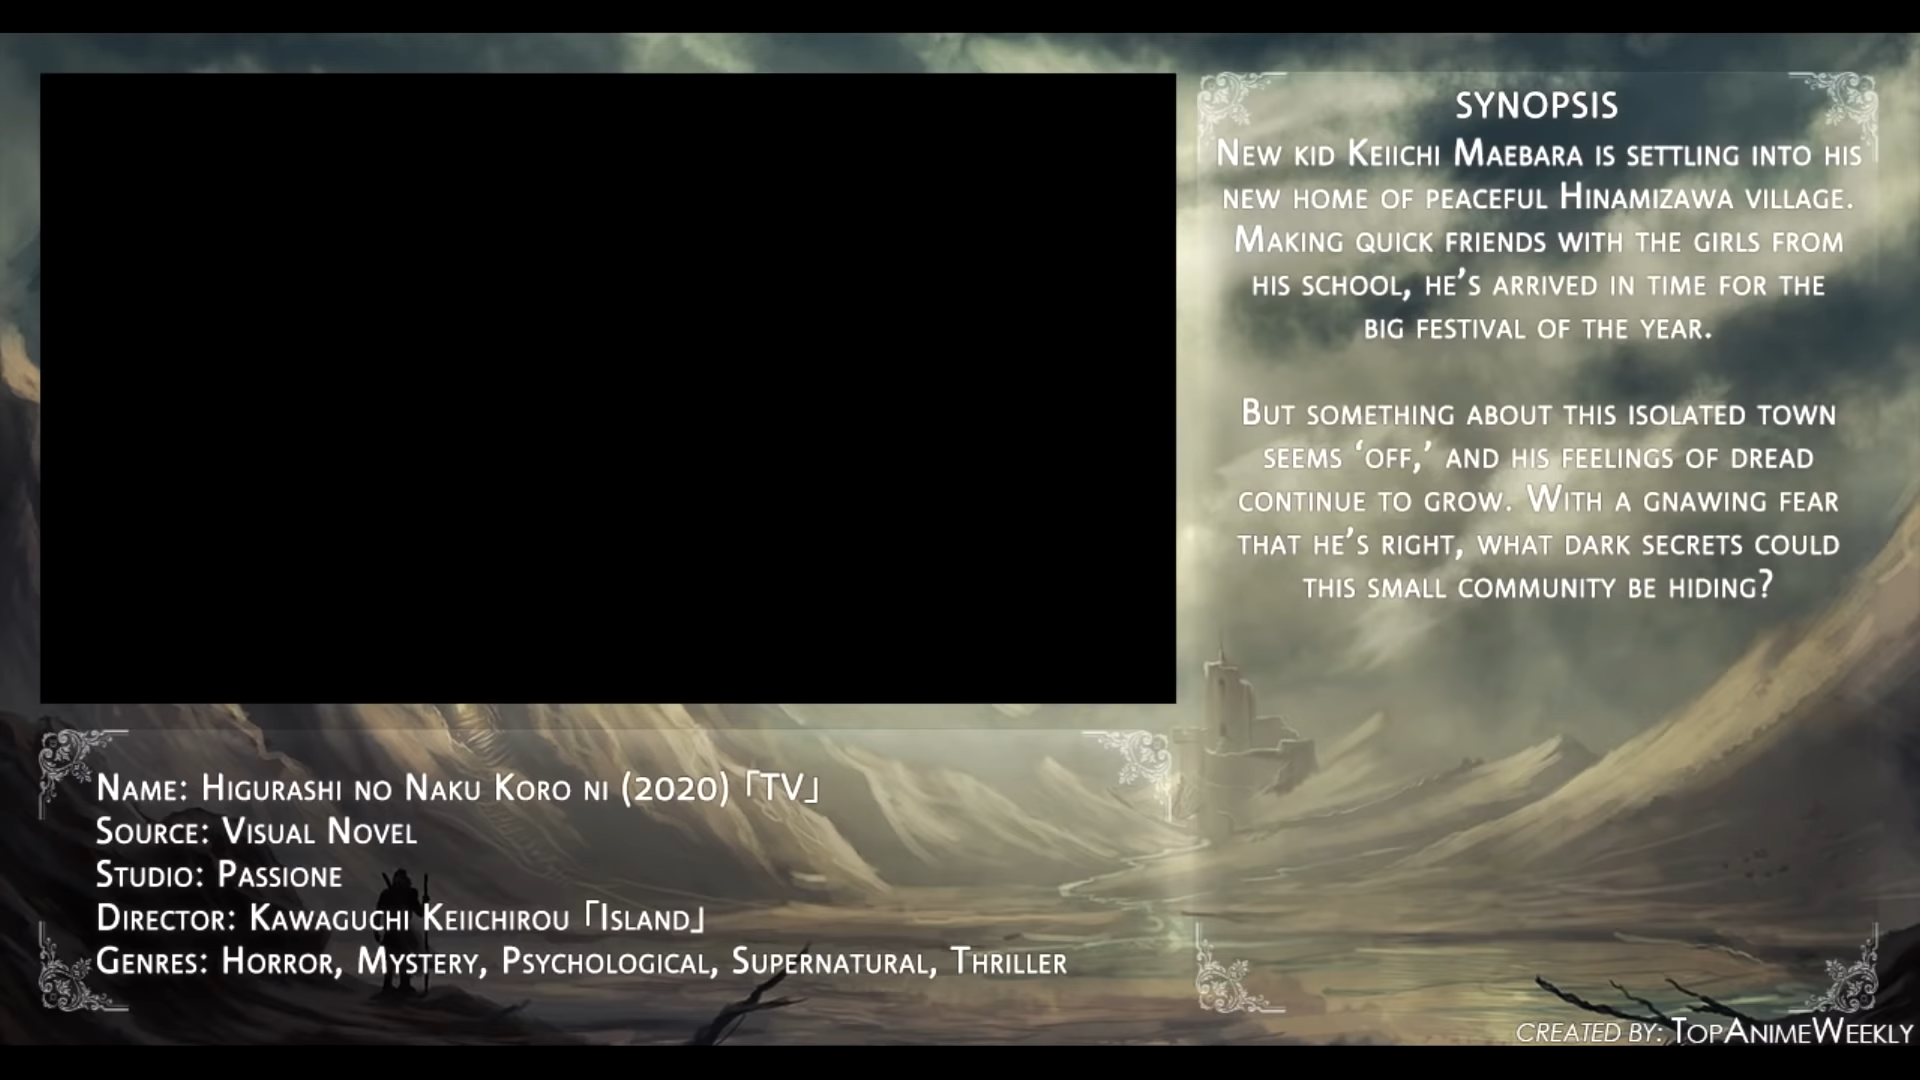 SYNOPSIS
New kid Keiichi Maebara is settling into his
new home of peaceful Hinamizawa village.
Making quick friends with the girls from
his school, he's arrived in time for the
big festival of the year.
But something about this isolated town
seems 'off,' and his feelings of dread
continue to grow. With a gnawing fear
that he's right, what dark secrets could
this small community be hiding?
Name: Higurashi no Naku Koro ni (2020)「TV」
Source: Visual Novel
Studio: Passione
Director: Kawaguchi Keiichirou「Island」
Genres: Horror, Mystery, Psychological, Supernatural, Thriller
CREATED BY: TopAnimeWeekly